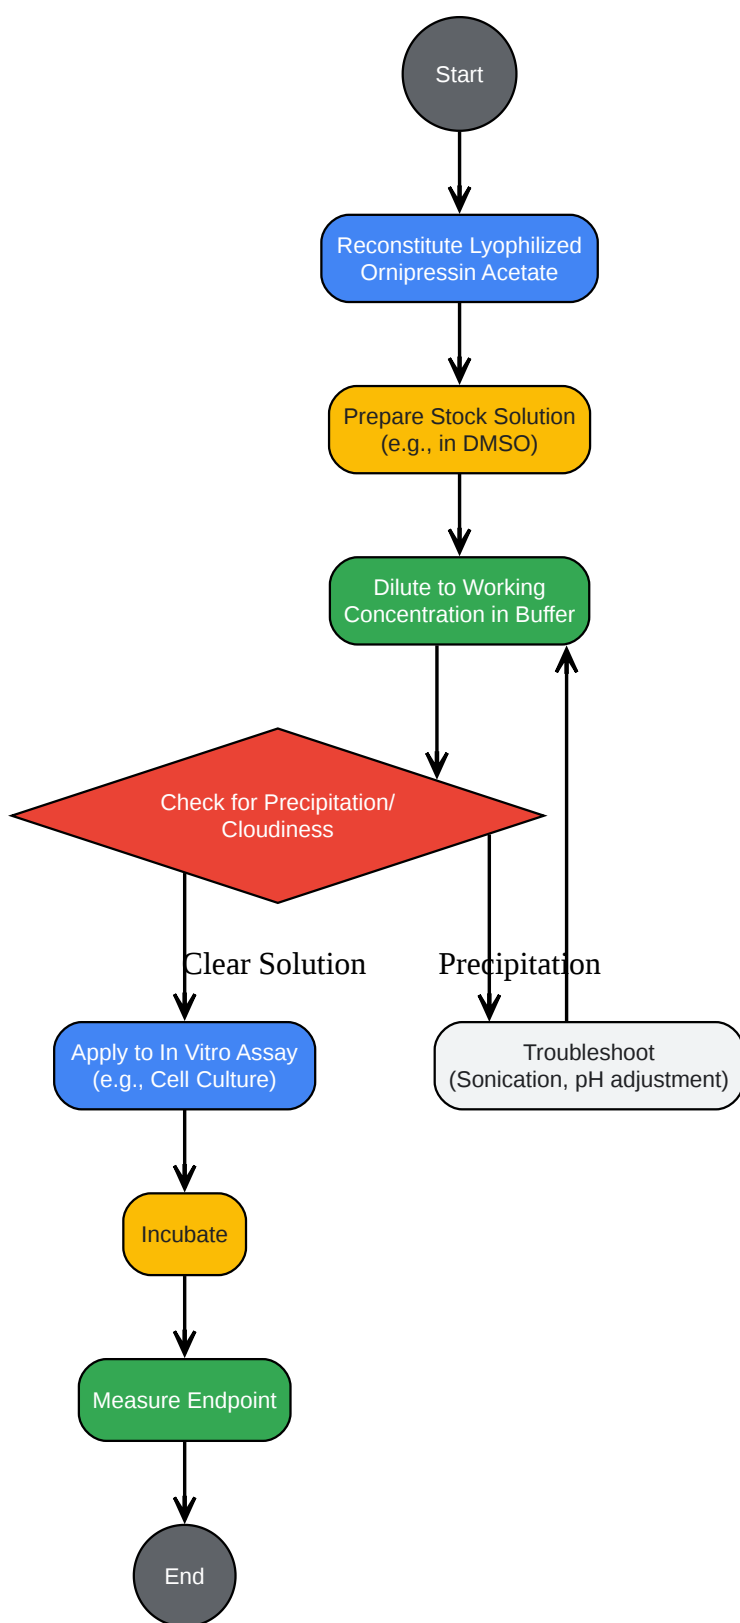 Start
Reconstitute Lyophilized
Ornipressin Acetate
Prepare Stock Solution
(e.g., in DMSO)
Dilute to Working
Concentration in Buffer
Check for Precipitation/
Cloudiness
Clear Solution
Precipitation
Apply to In Vitro Assay
(e.g., Cell Culture)
Troubleshoot
(Sonication, pH adjustment)
Incubate
Measure Endpoint
End